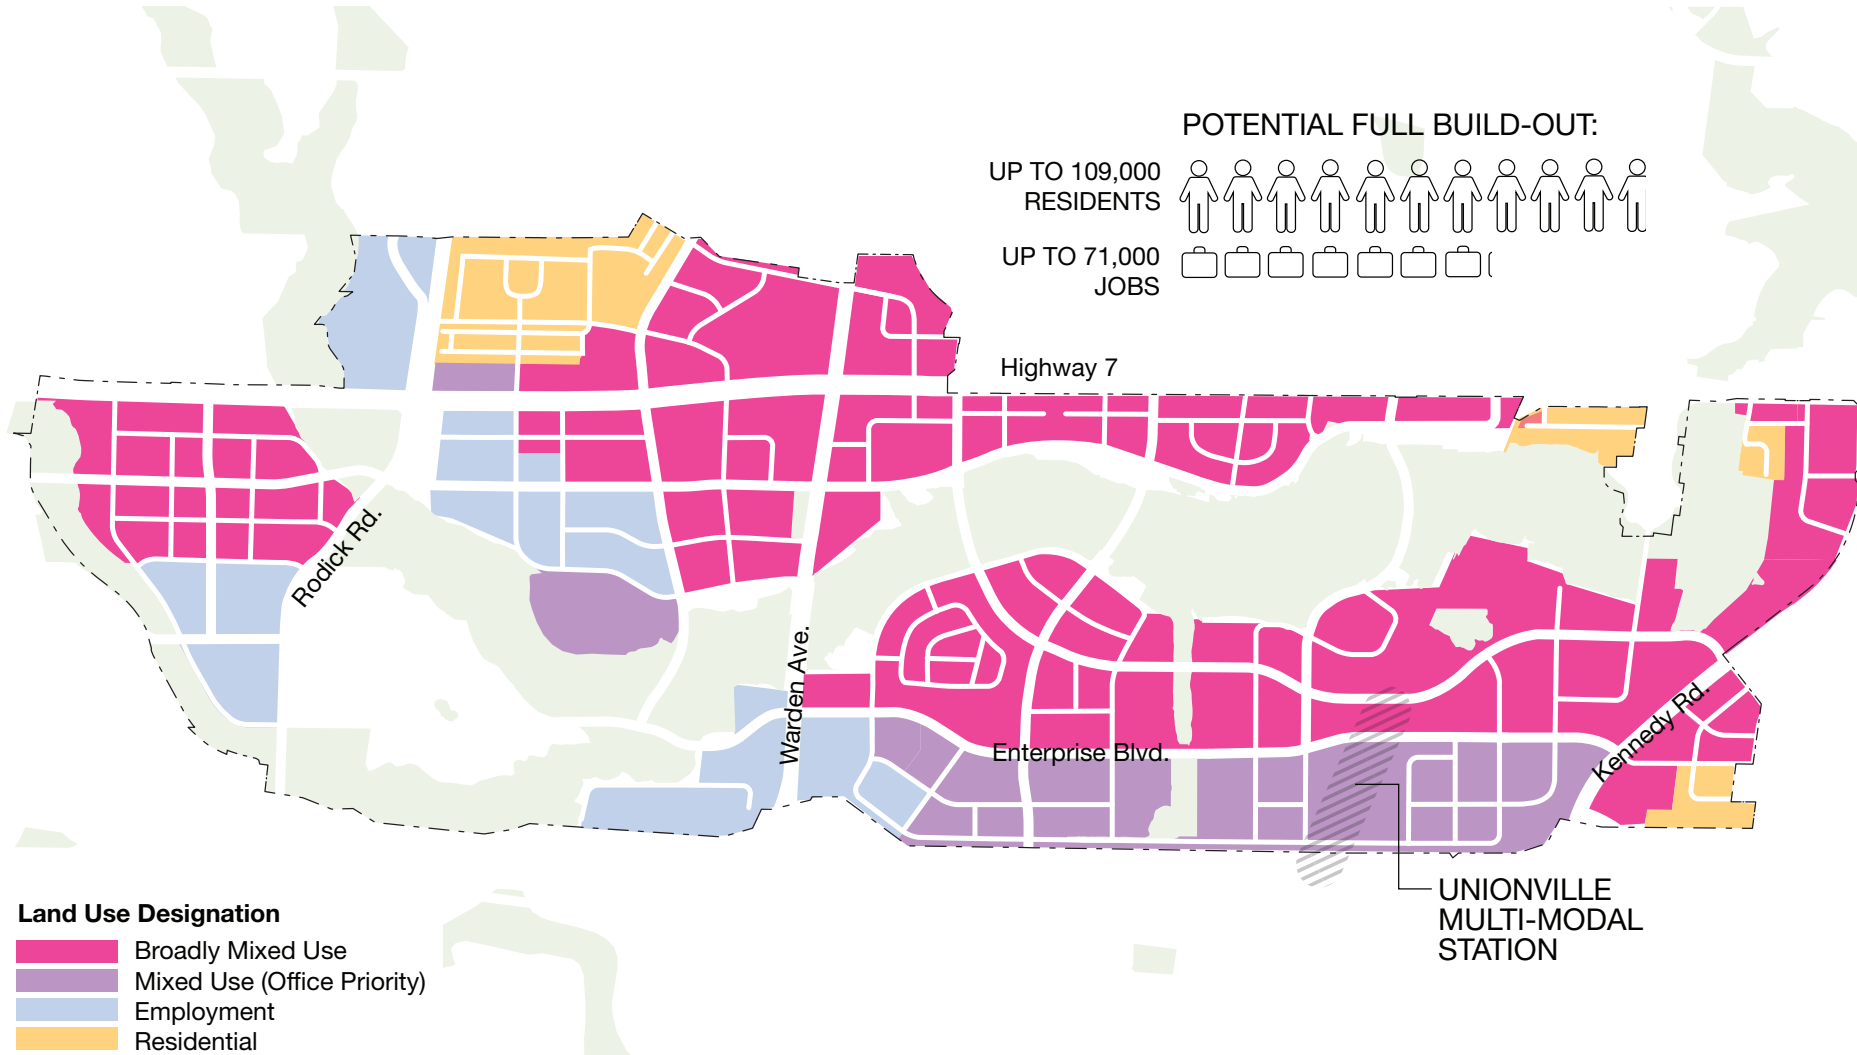 POTENTIAL FULL BUILD-OUT:
UP TO 109,000
RESIDENTS
UP TO 71,000
JOBS
Highway 7
Rodick Rd.
Warden Ave.
Enterprise Blvd.
Kennedy Rd.
UNIONVILLE
MULTI-MODAL
STATION
Land Use Designation
Broadly Mixed Use
Mixed Use (Office Priority)
Employment
Residential